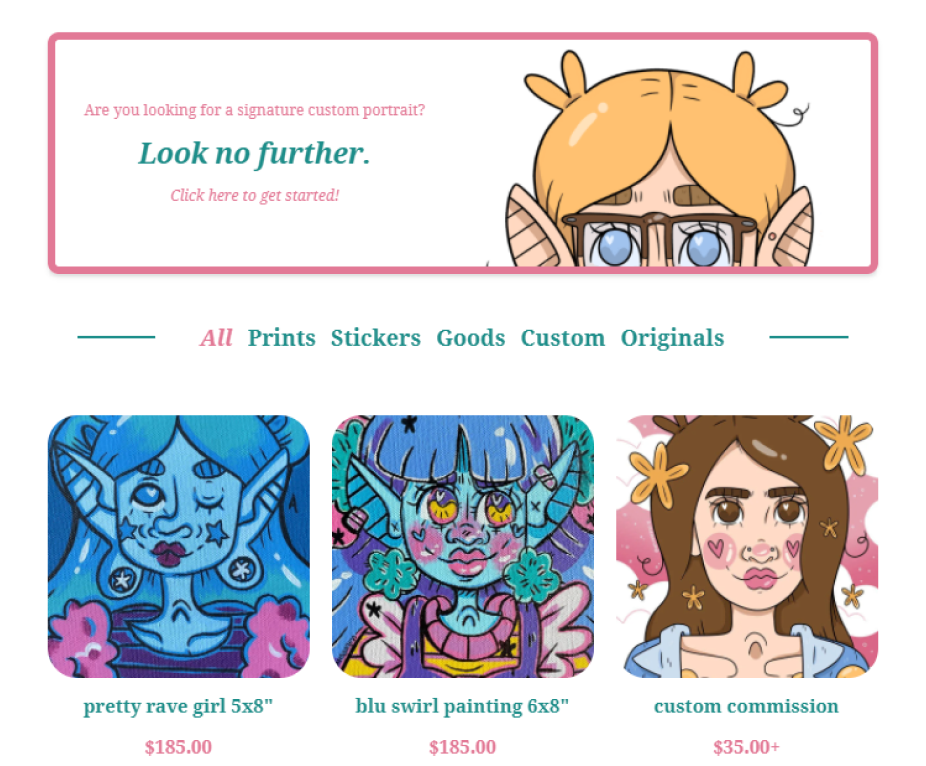 Are you looking for a signature custom portrait?
Look no further.
Click here to get started!
All Prints Stickers Goods Custom Originals
pretty rave girl 5x8"
blu swirl painting 6x8"
custom commission
$185.00
$185.00
$35.00+